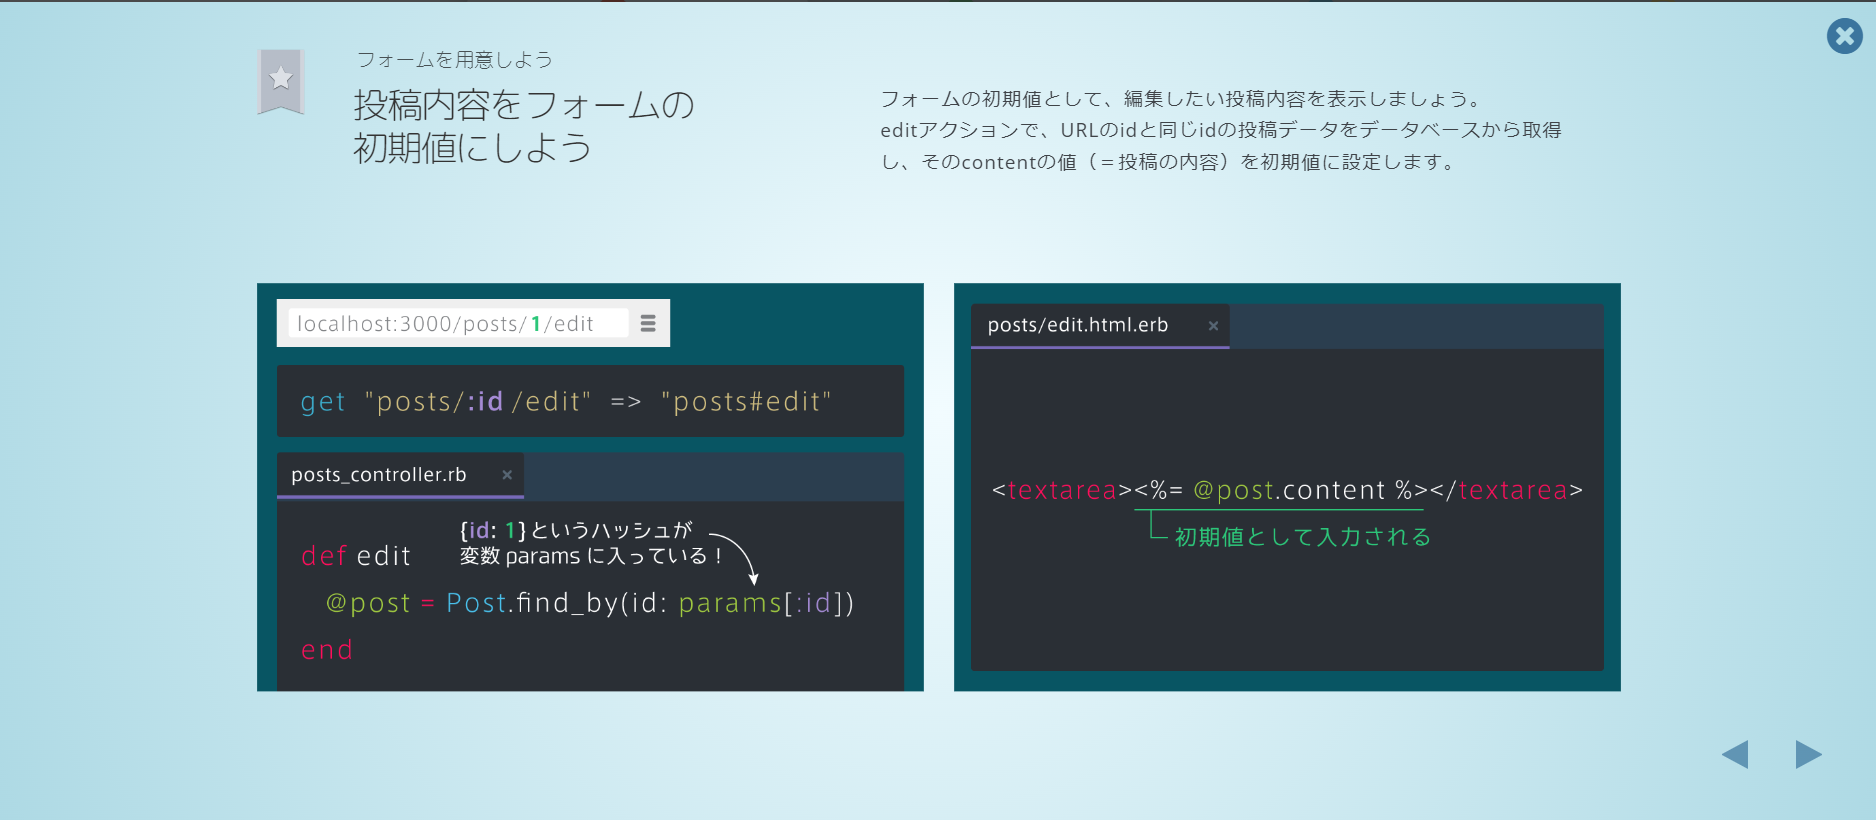 フォームを用意しよう
投稿内容をフォームの
初期値にしよう
フォームの初期値として、編集したい投稿内容を表示しましょう。
editアクションで、URLのidと同じidの投稿データをデータベースから取得
し、そのcontentの値（＝投稿の内容）を初期値に設定します。
localhost:3000/posts/1/edit
get "posts/:id/edit" => "posts#edit"
posts_controller.rb ×
{id: 1}というハッシュが
変数 params に入っている！
def edit
@post = Post.find_by(id: params[:id])
end
posts/edit.html.erb ×
<textarea><%= @post.content %></textarea>
初期値として入力される